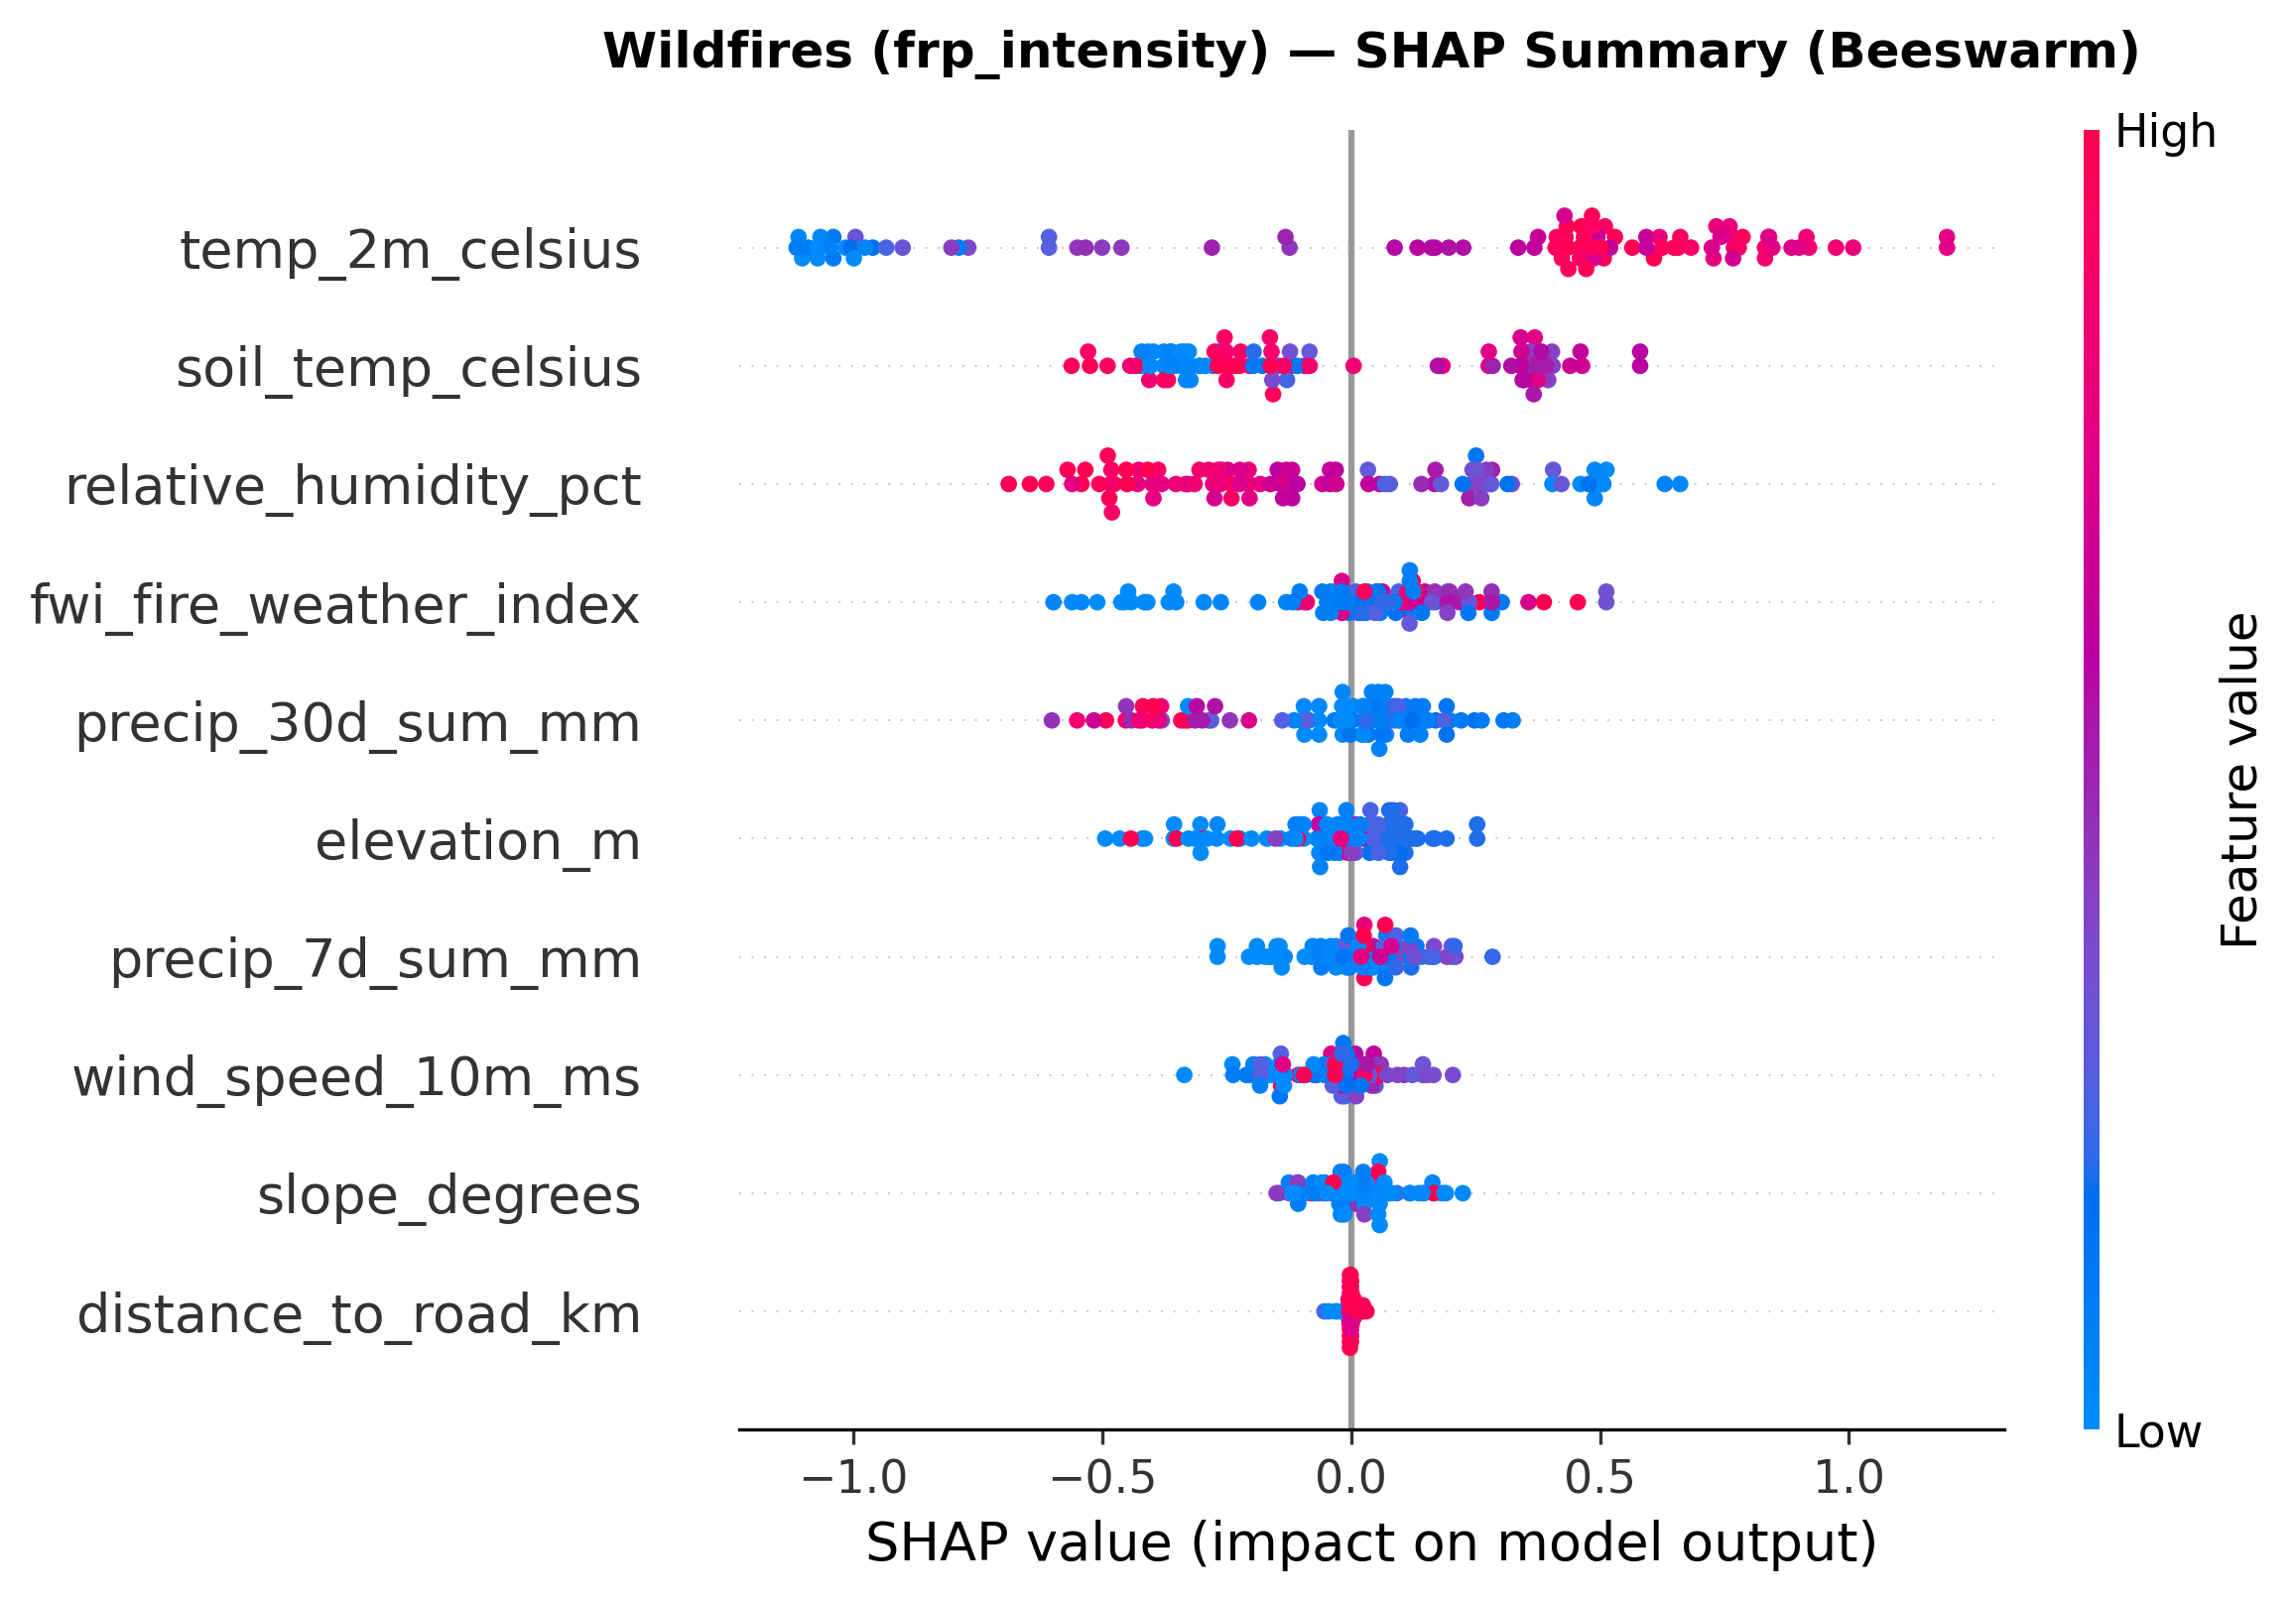 Wildfires (frp_intensity) — SHAP Summary (Beeswarm)
High
temp_2m_celsius
soil_temp_celsius
relative_humidity_pct
fwi_fire_weather_index
precip_30d_sum_mm
elevation_m
precip_7d_sum_mm
wind_speed_10m_ms
slope_degrees
distance_to_road_km
Feature value
Low
−1.0 −0.5 0.0 0.5 1.0
SHAP value (impact on model output)